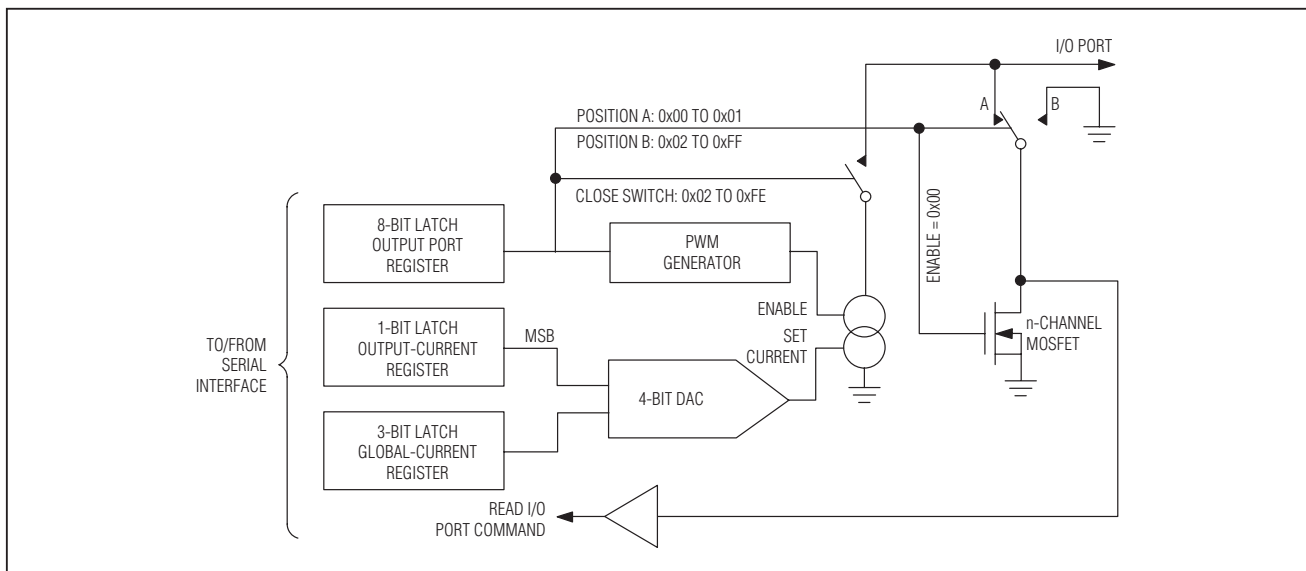 I/O PORT
A
B
POSITION A: 0x00 TO 0x01
POSITION B: 0x02 TO 0xFF
CLOSE SWITCH: 0x02 TO 0xFE
ENABLE = 0x00
8-BIT LATCH
OUTPUT PORT
REGISTER
PWM
GENERATOR
ENABLE
SET
CURRENT
n-CHANNEL
MOSFET
TO/FROM
SERIAL
INTERFACE
1-BIT LATCH
OUTPUT-CURRENT
REGISTER
MSB
4-BIT DAC
3-BIT LATCH
GLOBAL-CURRENT
REGISTER
READ I/O
PORT COMMAND